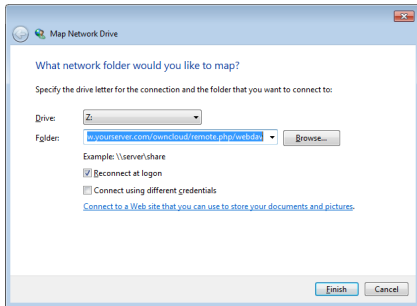 Map Network Drive
What network folder would you like to map?
Specify the drive letter for the connection and the folder that you want to connect to:
Drive: Z:
Folder: w.yourserver.com/owncloud/remote.php/webdav Browse...
Example: \\server\share
Reconnect at logon
Connect using different credentials
Connect to a Web site that you can use to store your documents and pictures.
Finish Cancel